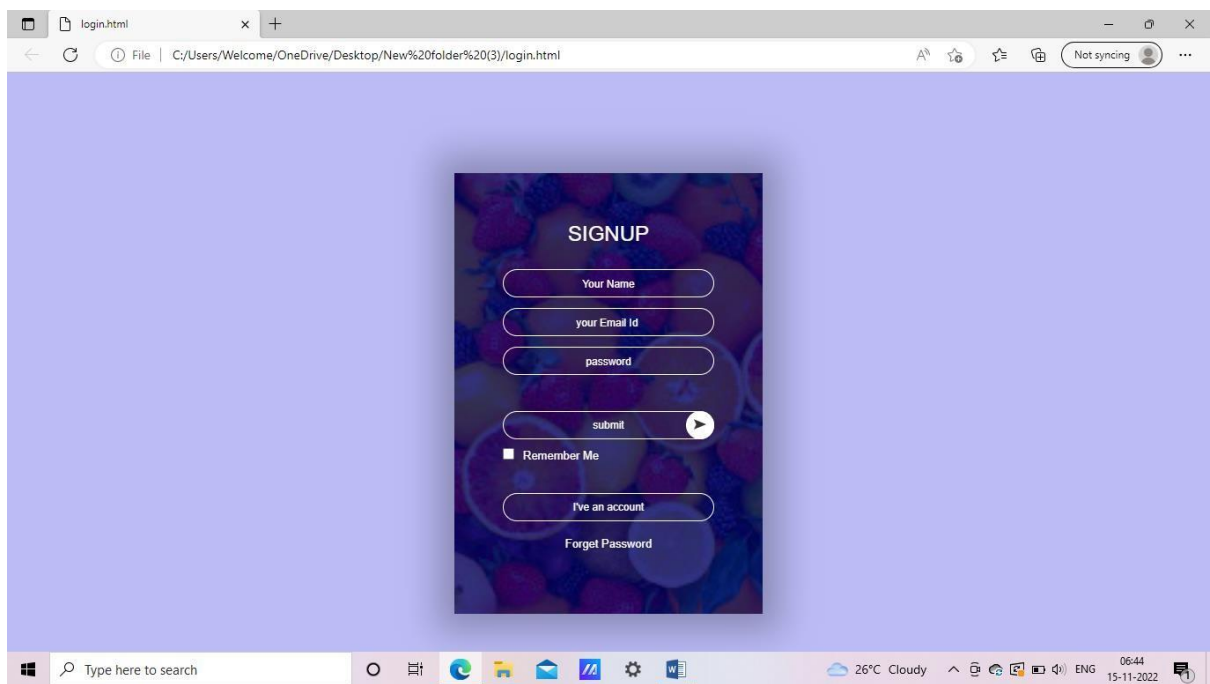 login.html
File | C:/Users/Welcome/OneDrive/Desktop/New%20folder%20(3)/login.html
Not syncing
SIGNUP
Your Name
your Email Id
password
submit
Remember Me
I've an account
Forget Password
Type here to search
26°C Cloudy
ENG
06:44
15-11-2022